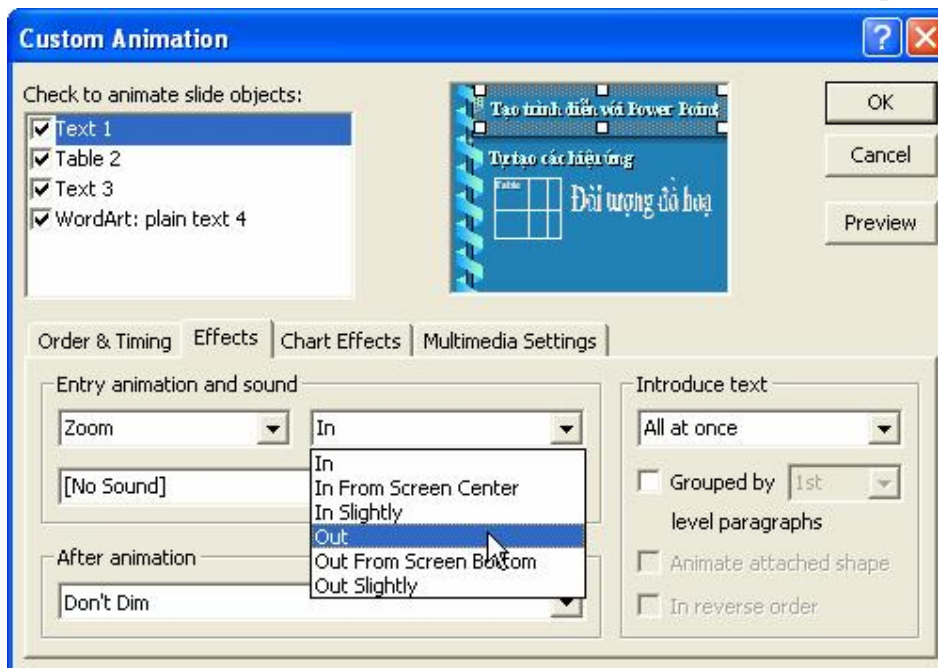 Custom Animation
Check to animate slide objects:
Text 1
Table 2
Text 3
WordArt: plain text 4
Tạo trình diễn với Power Point
Tự tạo các hiệu ứng
Table
Đối tượng đồ hoạ
OK
Cancel
Preview
Order & Timing
Effects
Chart Effects
Multimedia Settings
Entry animation and sound
Zoom
In
[No Sound]
In
In From Screen Center
In Slightly
Out
Out From Screen Bottom
Out Slightly
After animation
Don't Dim
Introduce text
All at once
Grouped by 1st
level paragraphs
Animate attached shape
In reverse order